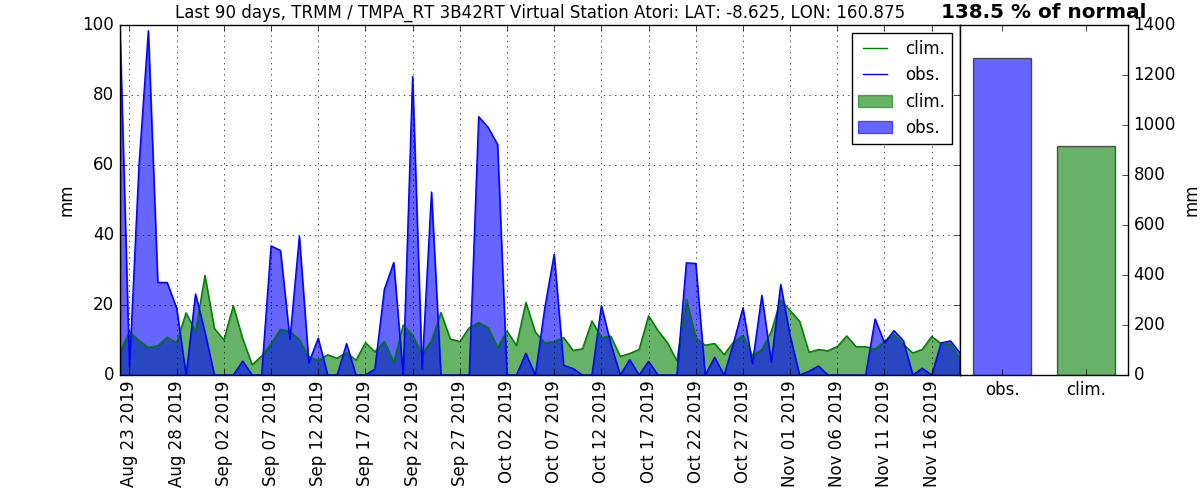 Last 90 days, TRMM / TMPA_RT 3B42RT Virtual Station Atori: LAT: -8.625, LON: 160.875
138.5 % of normal
100
80
60
40
20
0
mm
clim.
obs.
clim.
obs.
1400
1200
1000
800
600
400
200
0
mm
obs.
clim.
Aug 23 2019
Aug 28 2019
Sep 02 2019
Sep 07 2019
Sep 12 2019
Sep 17 2019
Sep 22 2019
Sep 27 2019
Oct 02 2019
Oct 07 2019
Oct 12 2019
Oct 17 2019
Oct 22 2019
Oct 27 2019
Nov 01 2019
Nov 06 2019
Nov 11 2019
Nov 16 2019